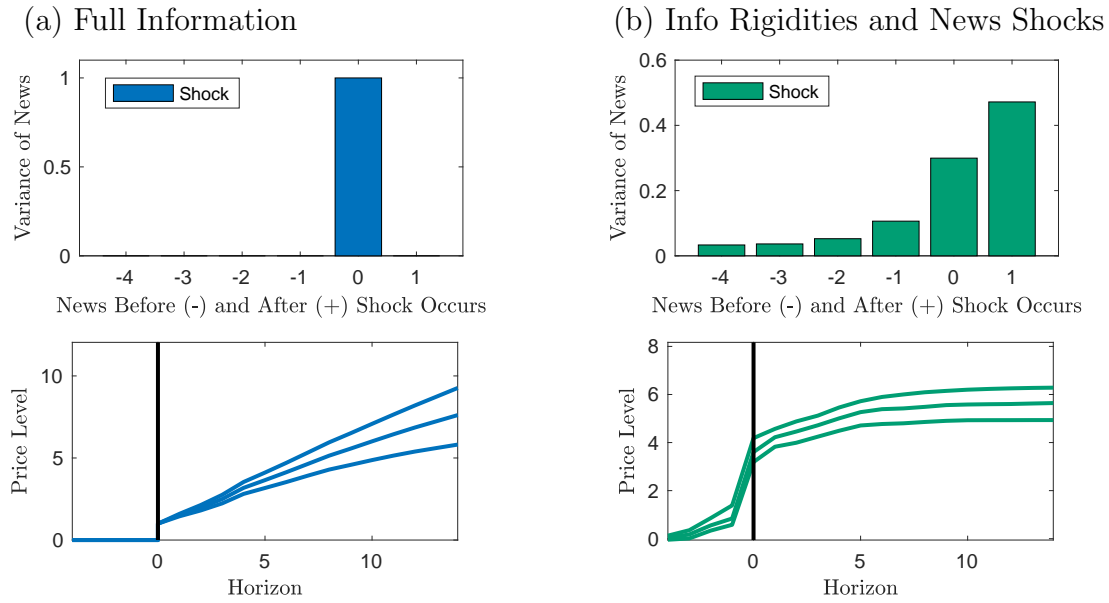 (a) Full Information
Variance of News
1
0.5
0
Shock
-4 -3 -2 -1 0 1
News Before (-) and After (+) Shock Occurs
Price Level
10
5
0
0 5 10
Horizon
(b) Info Rigidities and News Shocks
Variance of News
0.6
0.4
0.2
0
Shock
-4 -3 -2 -1 0 1
News Before (-) and After (+) Shock Occurs
Price Level
8
6
4
2
0
0 5 10
Horizon